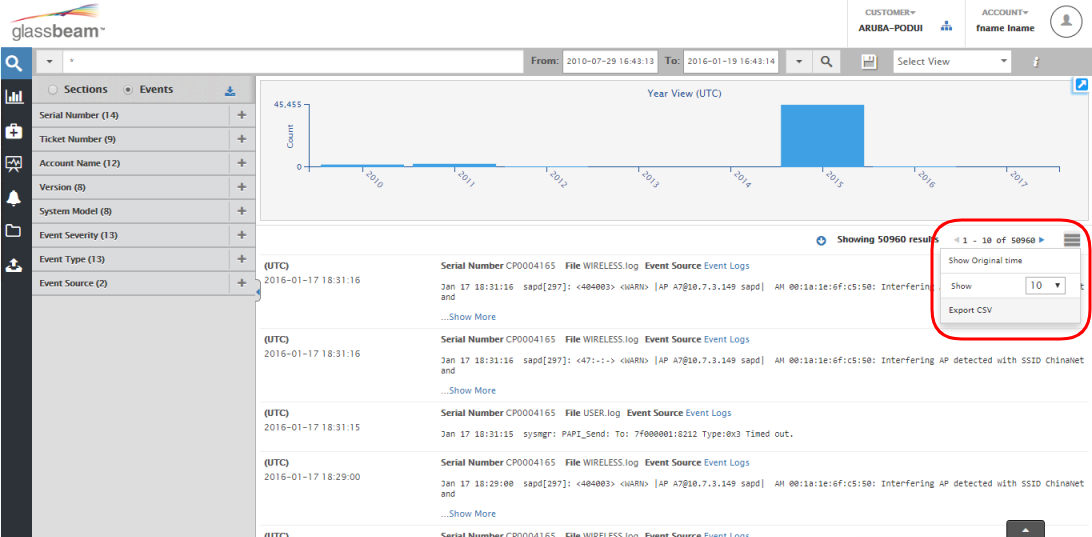 glassbeam™
CUSTOMER
ARUBA-PODUI
ACCOUNT
fname lname
*
From: 2010-07-29 16:43:13 To: 2016-01-19 16:43:14
Select View
i
Sections Events
Serial Number (14) +
Ticket Number (9) +
Account Name (12) +
Version (8) +
System Model (8) +
Event Severity (13) +
Event Type (13) +
Event Source (2) +
Year View (UTC)
45,455
Count
0
2010 2011 2012 2013 2014 2015 2016 2017
Showing 50960 results 1 - 10 of 50960
Show Original time
Show 10
Export CSV
(UTC)
2016-01-17 18:31:16
Serial Number CP0004165 File WIRELESS.log Event Source Event Logs
Jan 17 18:31:16 sapd[297]: <404003> <WARN> |AP A7@10.7.3.149 sapd| AM 00:1a:1e:6f:c5:50: Interfering et
and
...Show More
(UTC)
2016-01-17 18:31:16
Serial Number CP0004165 File WIRELESS.log Event Source Event Logs
Jan 17 18:31:16 sapd[297]: <47:-:-> <WARN> |AP A7@10.7.3.149 sapd| AM 00:1a:1e:6f:c5:50: Interfering AP detected with SSID ChinaNet
and
...Show More
(UTC)
2016-01-17 18:31:15
Serial Number CP0004165 File USER.log Event Source Event Logs
Jan 17 18:31:15 sysmgr: PAPI_Send: To: 7f000001:8212 Type:0x3 Timed out.
(UTC)
2016-01-17 18:29:00
Serial Number CP0004165 File WIRELESS.log Event Source Event Logs
Jan 17 18:29:00 sapd[297]: <404003> <WARN> |AP A7@10.7.3.149 sapd| AM 00:1a:1e:6f:c5:50: Interfering AP detected with SSID ChinaNet
and
...Show More
(UTC)
Serial Number CP0004165 File WIRELESS.log Event Source Event Logs